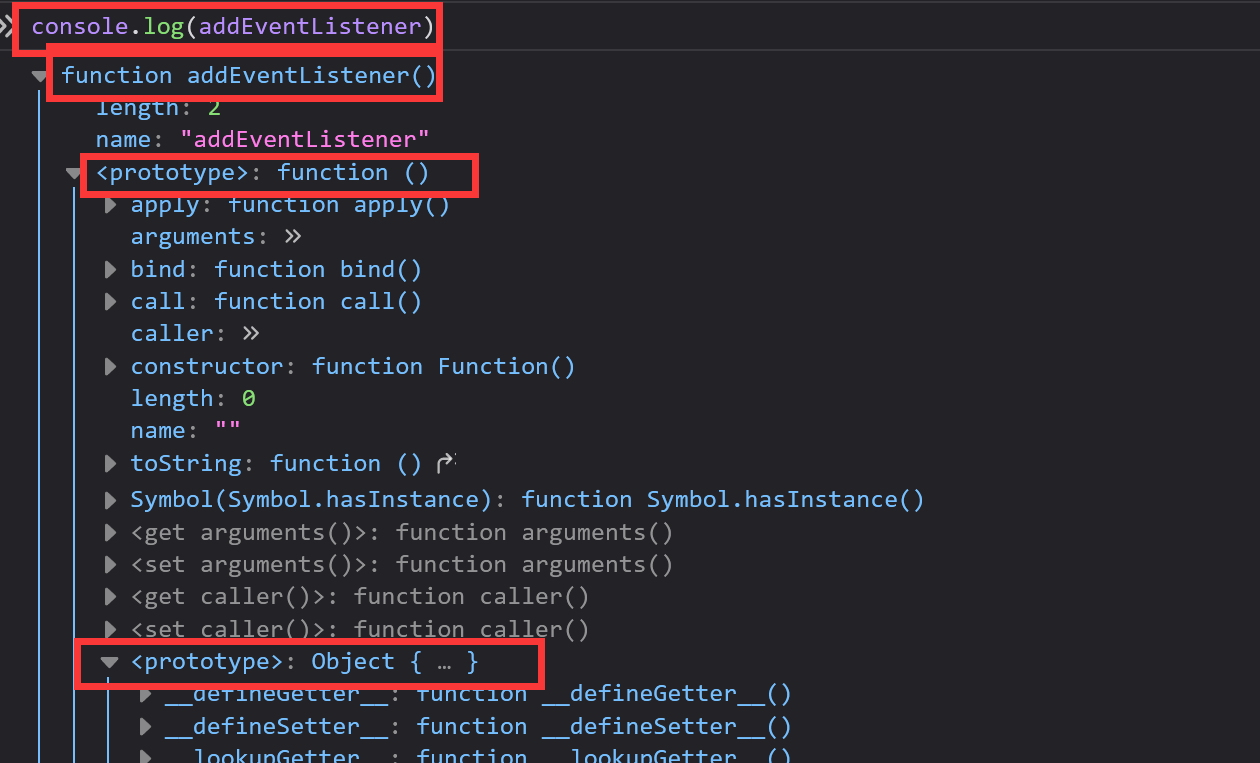 console.log(addEventListener)
function addEventListener()
length: 2
name: "addEventListener"
<prototype>: function ()
apply: function apply()
arguments: »
bind: function bind()
call: function call()
caller: »
constructor: function Function()
length: 0
name: ""
toString: function ()
Symbol(Symbol.hasInstance): function Symbol.hasInstance()
<get arguments()>: function arguments()
<set arguments()>: function arguments()
<get caller()>: function caller()
<set caller()>: function caller()
<prototype>: Object { … }
__defineGetter__: function __defineGetter__()
__defineSetter__: function __defineSetter__()
__lookupGetter__: function __lookupGetter__()